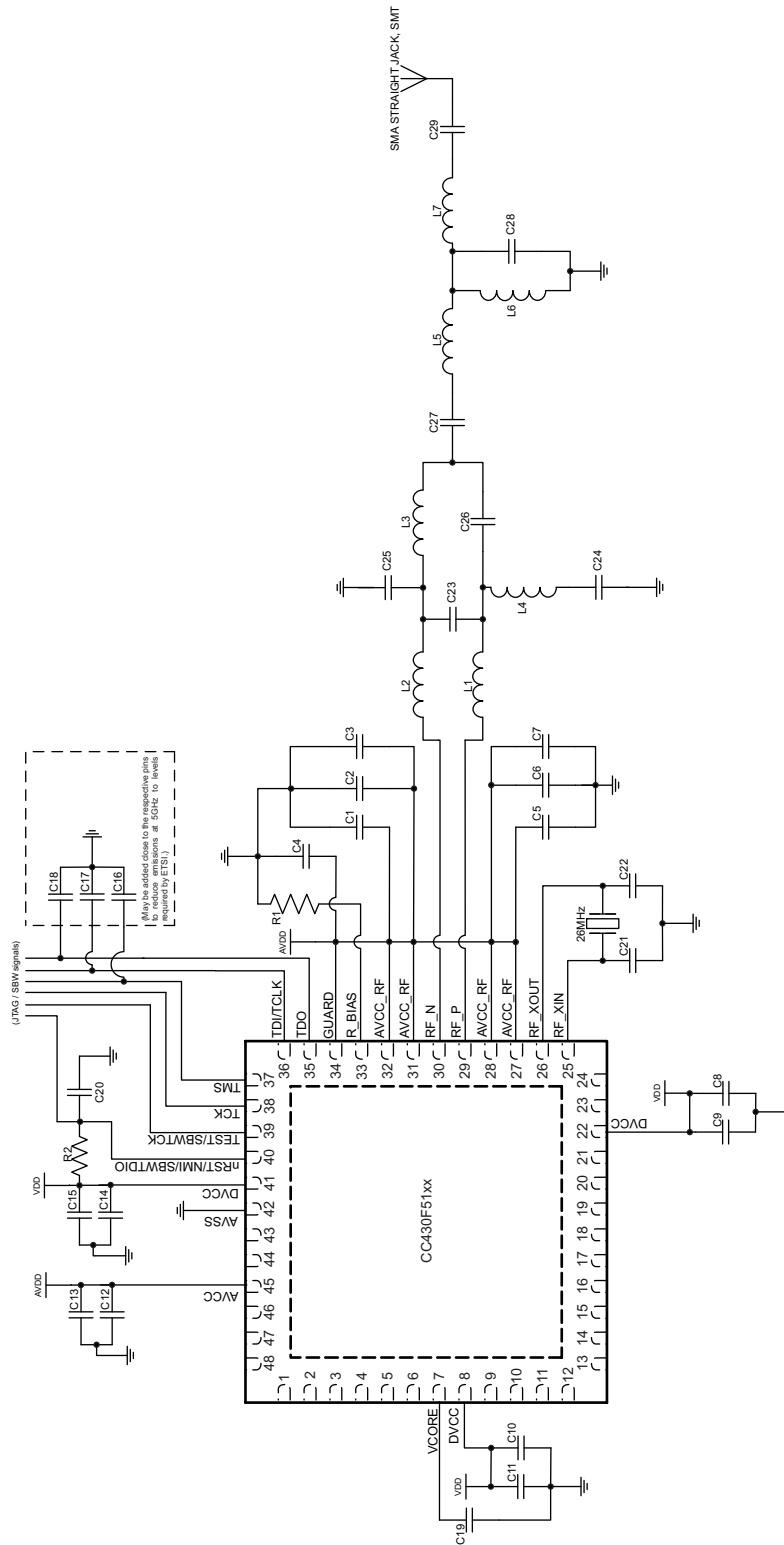 SMA STRAIGHT JACK, SMT
C29
L7
C28
L6
L5
C27
L3
C26
C25
C23
L4
C24
L2
L1
(May be added close to the respective pins
to reduce emissions at 5GHz to levels
required by ETSI.)
C18
C17
C16
(JTAG / SBW signals)
C3
C2
C1
C4
R1
AVDD
C7
C6
C5
C22
26MHz
C21
TDI/TCLK
TDO
GUARD
R_BIAS
AVCC_RF
AVCC_RF
RF_N
RF_P
AVCC_RF
AVCC_RF
RF_XOUT
RF_XIN
36
35
34
33
32
31
30
29
28
27
26
25
C20
R2
VDD
C15
C14
AVDD
C13
C12
TMS
TCK
TEST/SBWTCK
nRST/NMI/SBWTDIO
DVCC
AVSS
AVCC
37
38
39
40
41
42
43
44
45
46
47
48
CC430F51xx
24
23
22
21
20
19
18
17
16
15
14
13
DVCC
VDD
C8
C9
1
2
3
4
5
6
7
8
9
10
11
12
VCORE
DVCC
VDD
C10
C11
C19